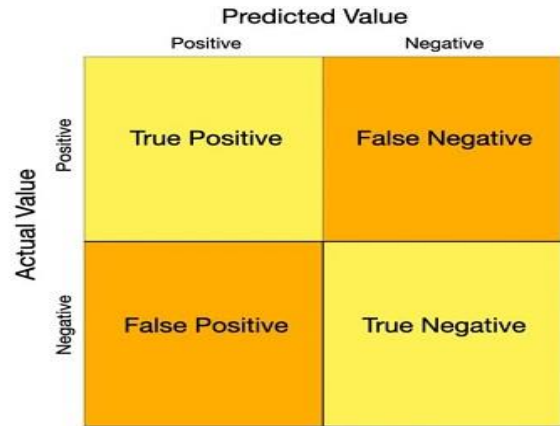 Predicted Value
Positive Negative
Actual Value
Positive
True Positive False Negative
Negative
False Positive True Negative